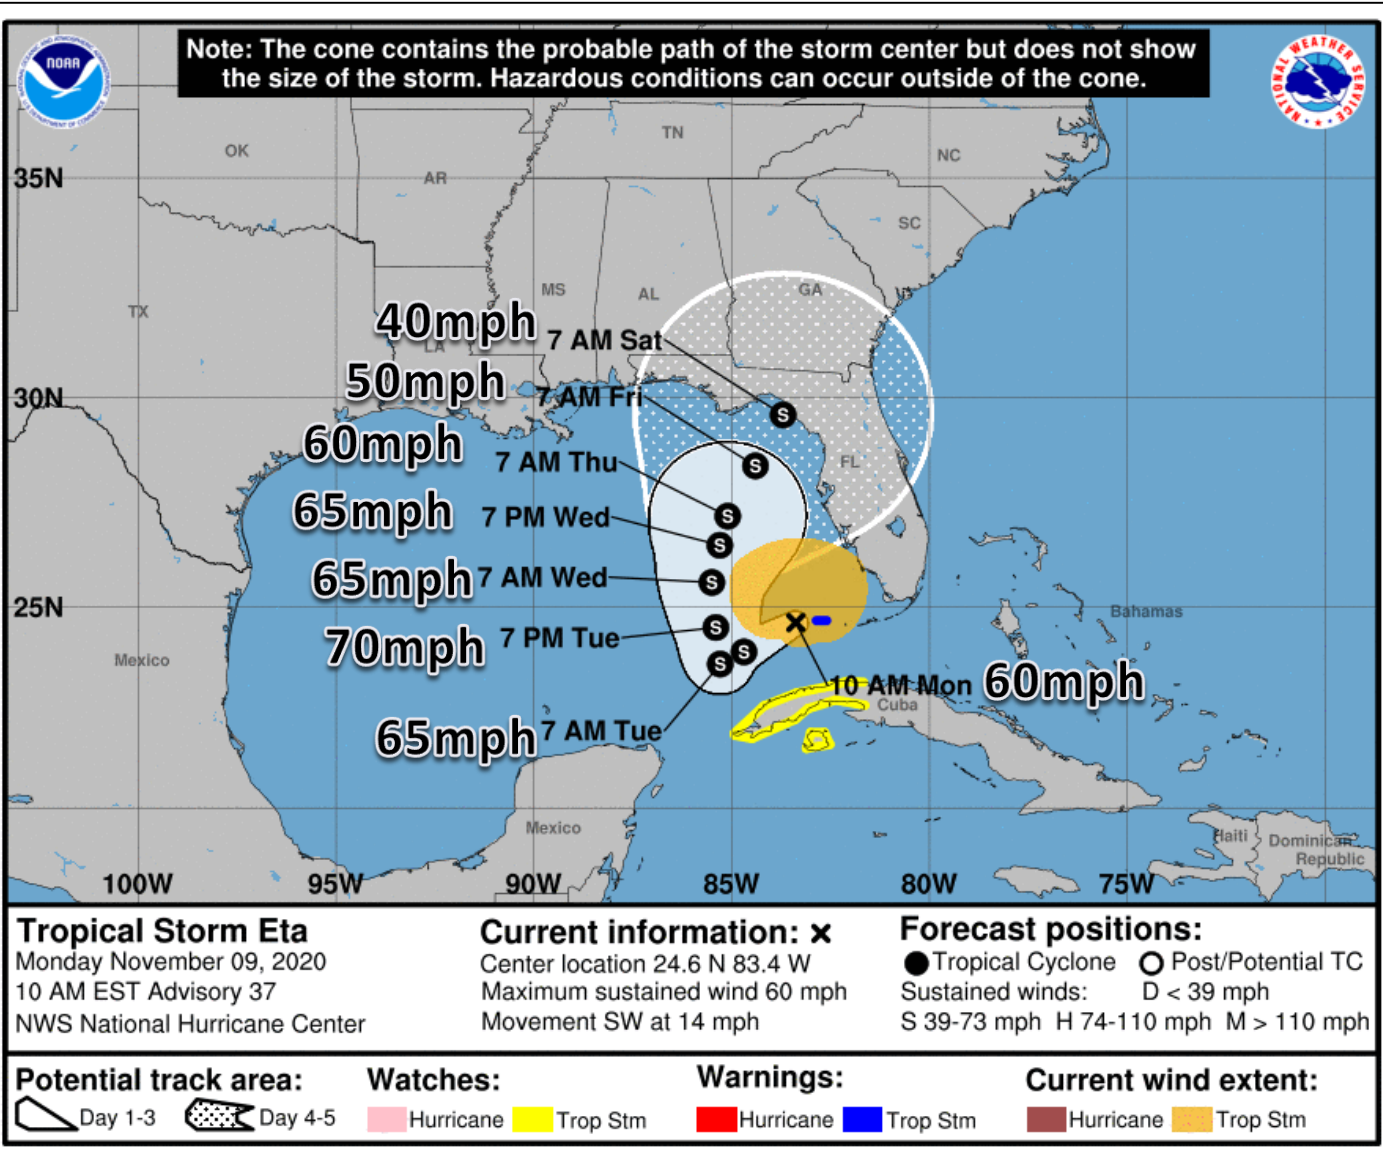 Note: The cone contains the probable path of the storm center but does not show
the size of the storm. Hazardous conditions can occur outside of the cone.
NOAA
NATIONAL WEATHER SERVICE
OK
TN
NC
AR
35N
SC
MS
AL
GA
TX
40mph
7 AM Sat
LA
50mph
30N
7 AM Fri
60mph
7 AM Thu
FL
65mph
7 PM Wed
65mph
7 AM Wed
25N
Bahamas
70mph
7 PM Tue
Mexico
10 AM Mon
60mph
Cuba
65mph
7 AM Tue
Mexico
Haiti
Dominican
Republic
100W
95W
90W
85W
80W
75W
S
S
S
S
S
S
S
S
Tropical Storm Eta
Monday November 09, 2020
10 AM EST Advisory 37
NWS National Hurricane Center
Current information: x
Center location 24.6 N 83.4 W
Maximum sustained wind 60 mph
Movement SW at 14 mph
Forecast positions:
Tropical Cyclone
Post/Potential TC
Sustained winds: D < 39 mph
S 39-73 mph H 74-110 mph M > 110 mph
Potential track area:
Day 1-3
Day 4-5
Watches:
Hurricane
Trop Stm
Warnings:
Hurricane
Trop Stm
Current wind extent:
Hurricane
Trop Stm